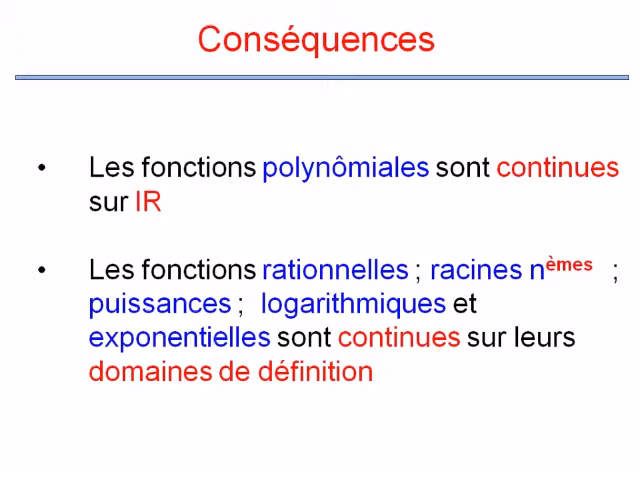 Conséquences
• Les fonctions polynômiales sont continues
sur IR
• Les fonctions rationnelles ; racines nèmes ;
puissances ; logarithmiques et
exponentielles sont continues sur leurs
domaines de définition